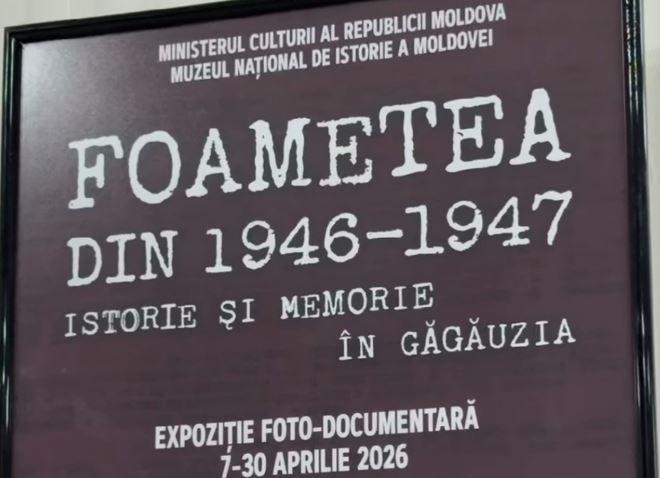 MINISTERUL CULTURII AL REPUBLICII MOLDOVA
MUZEUL NAȚIONAL DE ISTORIE A MOLDOVEI
FOAMETEA
DIN 1946-1947
ISTORIE ȘI MEMORIE
ÎN GĂGĂUZIA
EXPOZIȚIE FOTO-DOCUMENTARĂ
7-30 APRILIE 2026